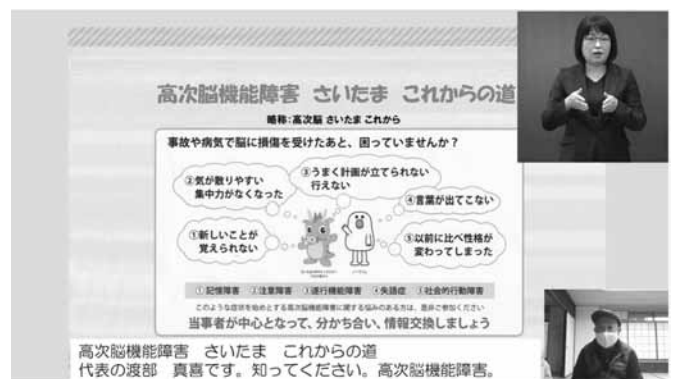 高次脳機能障害 さいたま これからの道
略称：高次脳 さいたま これから
事故や病気で脳に損傷を受けたあと、困っていませんか？
③うまく計画が立てられない
行えない
②気が散りやすい
集中力がなくなった
④言葉が出てこない
①新しいことが
覚えられない
⑤以前に比べ性格が
変わってしまった
①記憶障害 ②注意障害 ③遂行機能障害 ④失語症 ⑤社会的行動障害
このような症状を始めとする高次脳機能障害に関する悩みのある方は、是非ご参加ください
当事者が中心となって、分かち合い、情報交換しましょう
高次脳機能障害 さいたま これからの道
代表の渡部 真喜です。知ってください。高次脳機能障害。